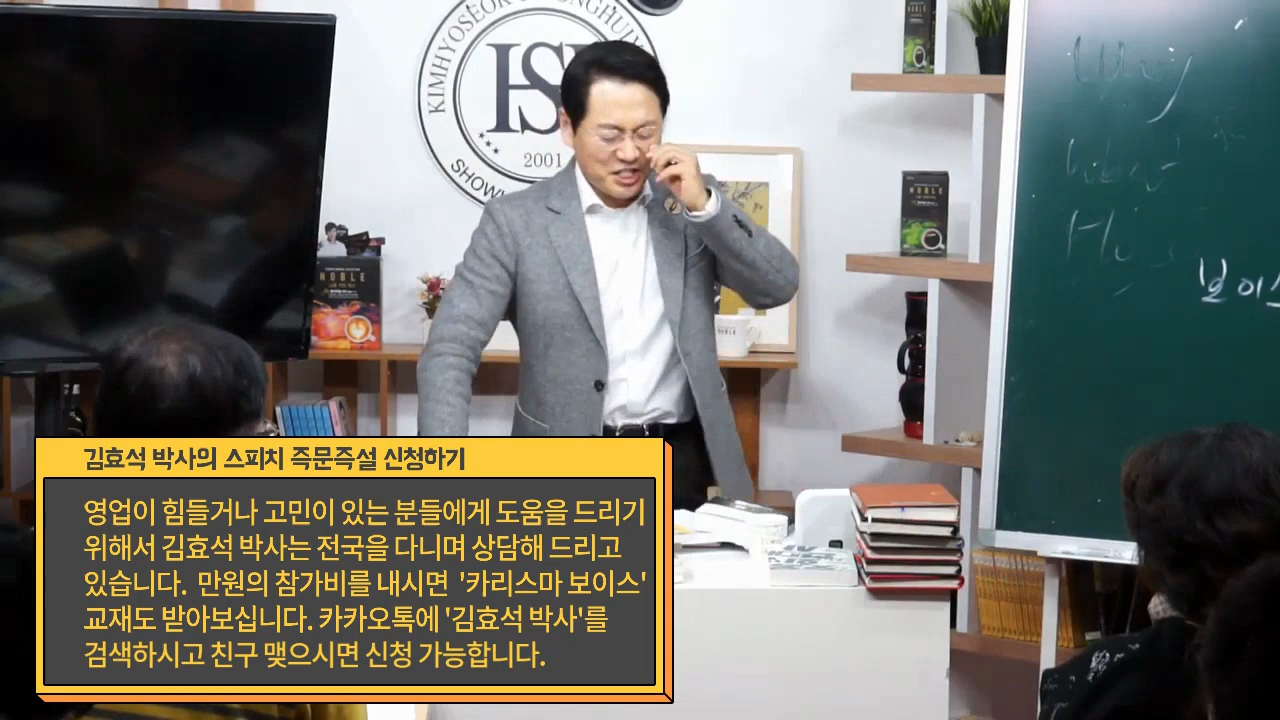 KIMHYOSEOK
HS
2001
SHOW
NOBLE
NOBLE
NOBLE
Why
보이스
김효석 박사의 스피치 즉문즉설 신청하기
영업이 힘들거나 고민이 있는 분들에게 도움을 드리기
위해서 김효석 박사는 전국을 다니며 상담해 드리고
있습니다. 만원의 참가비를 내시면 '카리스마 보이스'
교재도 받아보십니다. 카카오톡에 '김효석 박사'를
검색하시고 친구 맺으시면 신청 가능합니다.